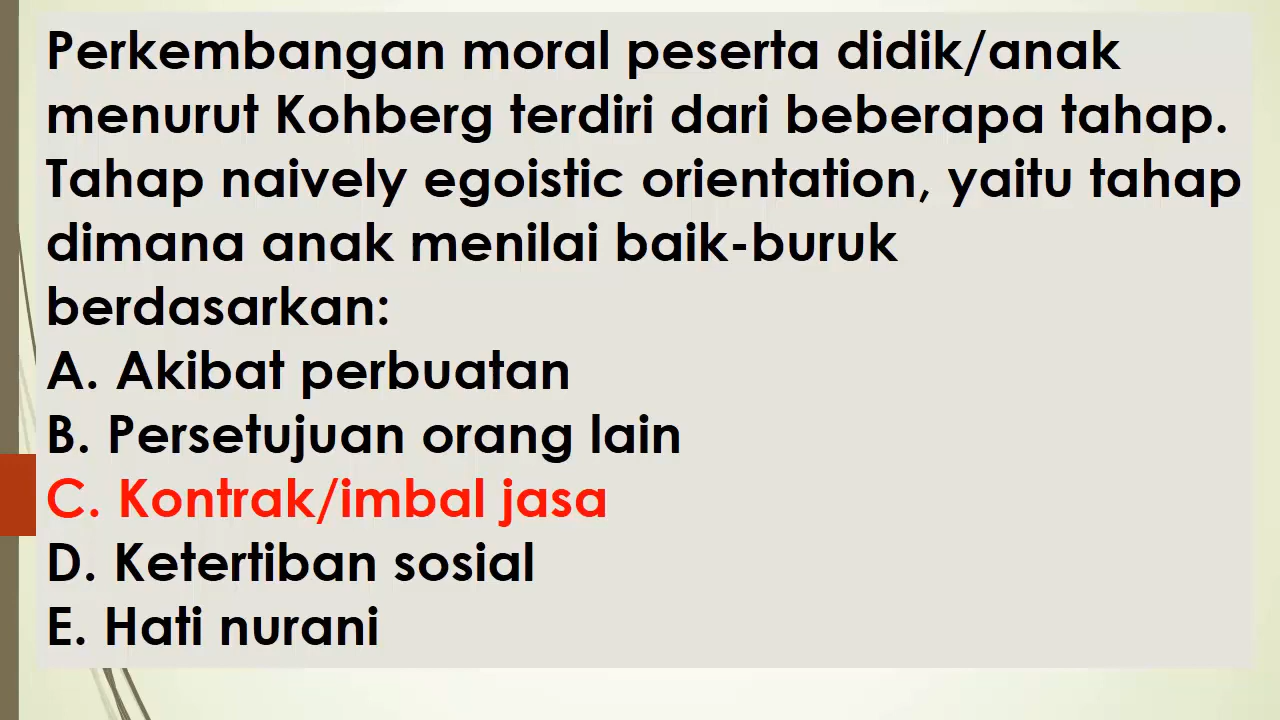 Perkembangan moral peserta didik/anak
menurut Kohberg terdiri dari beberapa tahap.
Tahap naively egoistic orientation, yaitu tahap
dimana anak menilai baik-buruk
berdasarkan:
A. Akibat perbuatan
B. Persetujuan orang lain
C. Kontrak/imbal jasa
D. Ketertiban sosial
E. Hati nurani